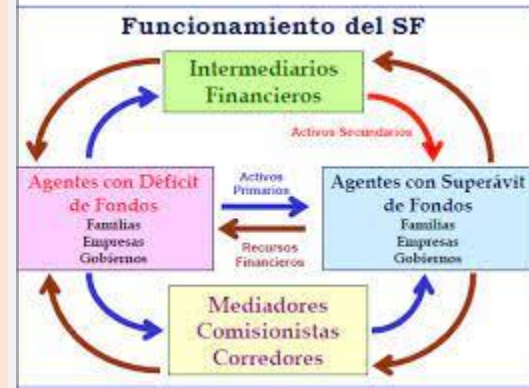 Funcionamiento del SF
Intermediarios
Financieros
Activos Secundarios
Agentes con Déficit
de Fondos
Familias
Empresas
Gobiernos
Activos
Primarios
Recursos
Financieros
Agentes con Superávit
de Fondos
Familias
Empresas
Gobiernos
Mediadores
Comisionistas
Corredores